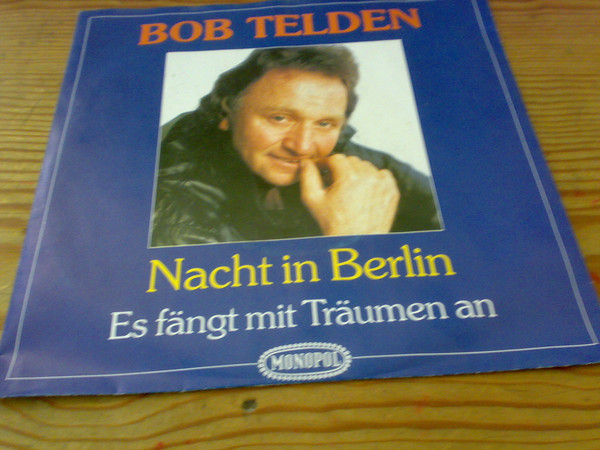 BOB TELDEN
Nacht in Berlin
Es fängt mit Träumen an
MONOPOL